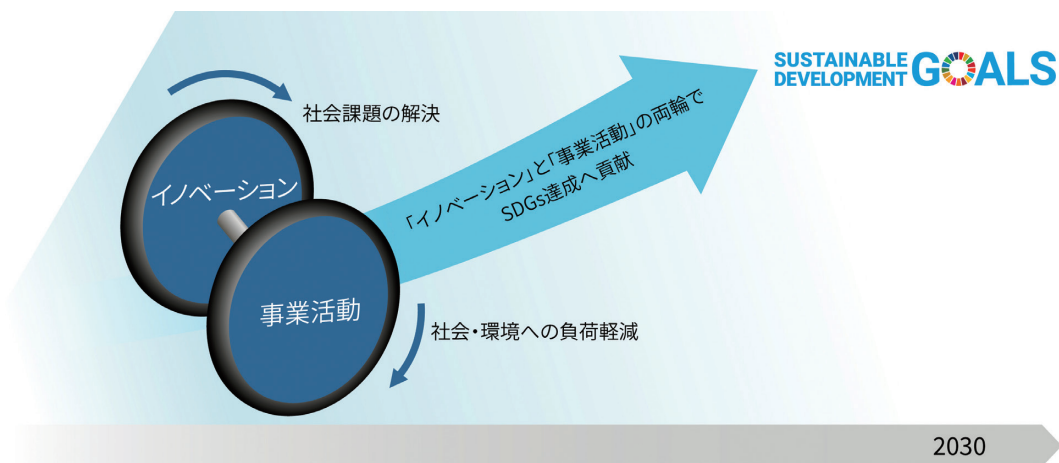 SUSTAINABLE
DEVELOPMENT
GOALS
社会課題の解決
イノベーション
「イノベーション」と「事業活動」の両輪で
SDGs達成へ貢献
事業活動
社会・環境への負荷軽減
2030